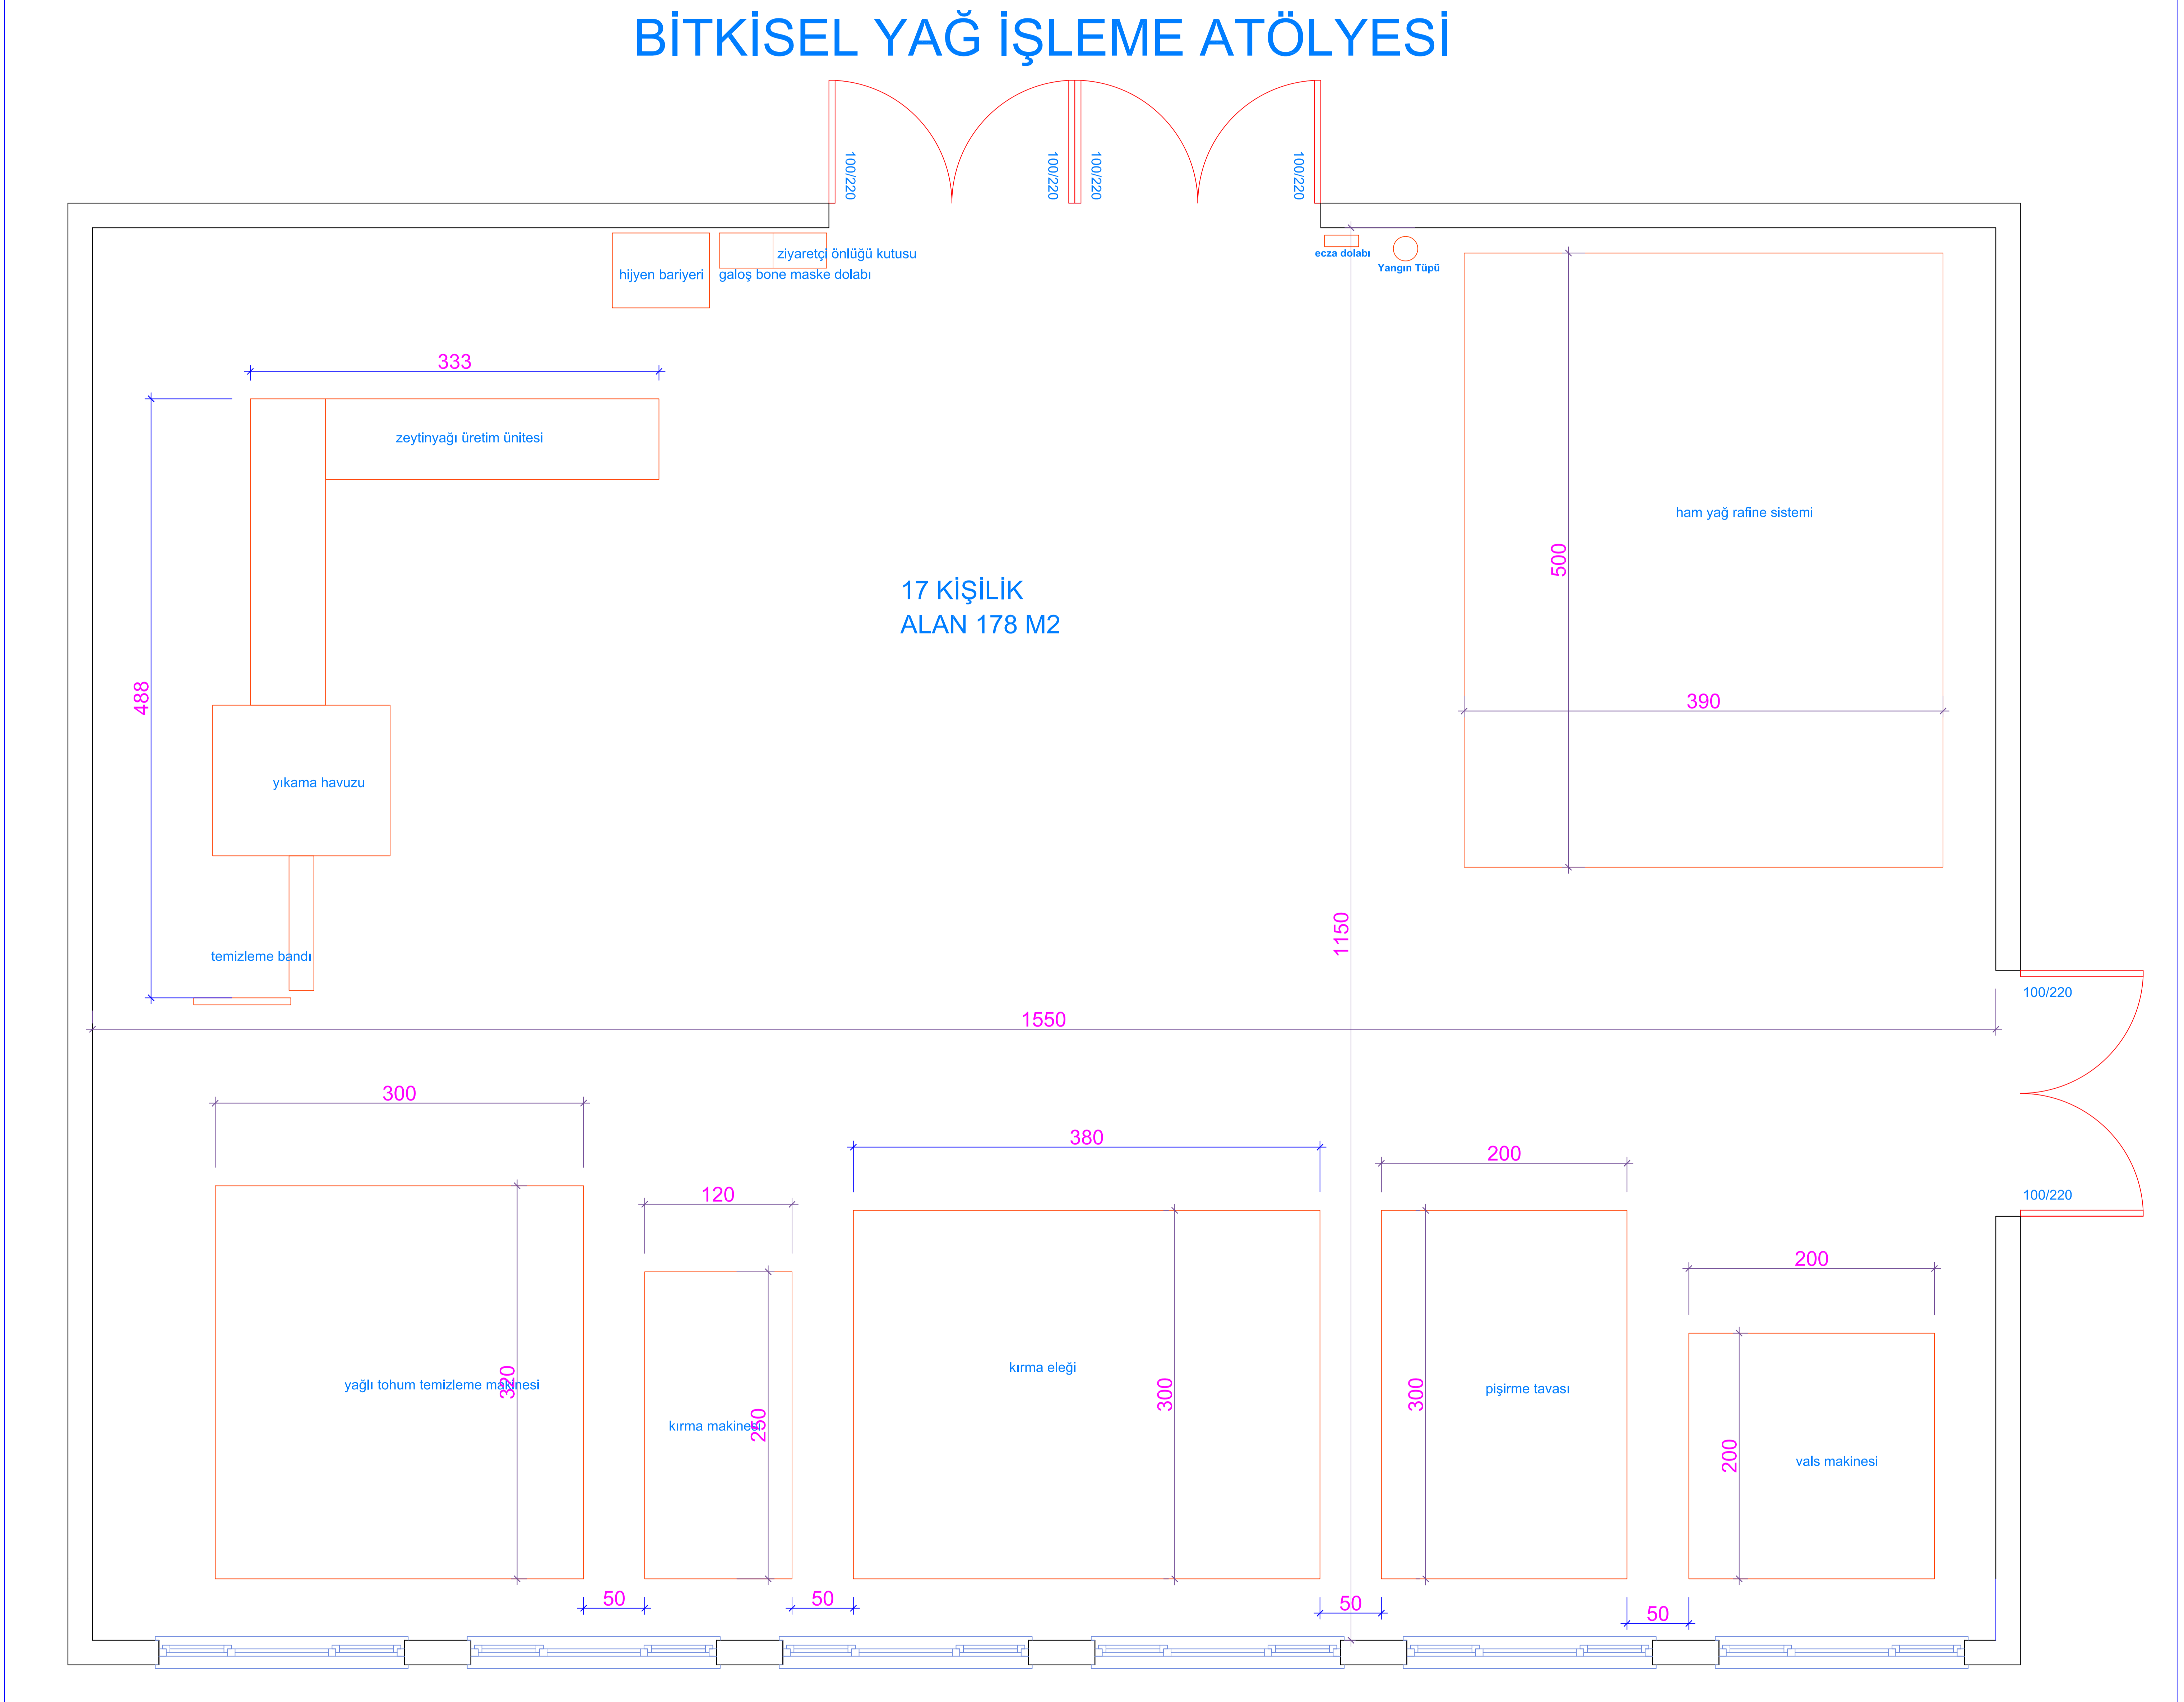 BİTKİSEL YAĞ İŞLEME ATÖLYESİ
100/220
100/220
100/220
100/220
ziyaretçi önlüğü kutusu
hijyen bariyeri
galoş bone maske dolabı
ecza dolabı
Yangın Tüpü
333
zeytinyağı üretim ünitesi
ham yağ rafine sistemi
500
17 KİŞİLİK
ALAN 178 M2
488
390
yıkama havuzu
1150
temizleme bandı
100/220
1550
300
380
200
120
100/220
200
kırma eleği
320
yağlı tohum temizleme makinesi
300
300
pişirme tavası
250
kırma makinesi
200
vals makinesi
50
50
50
50